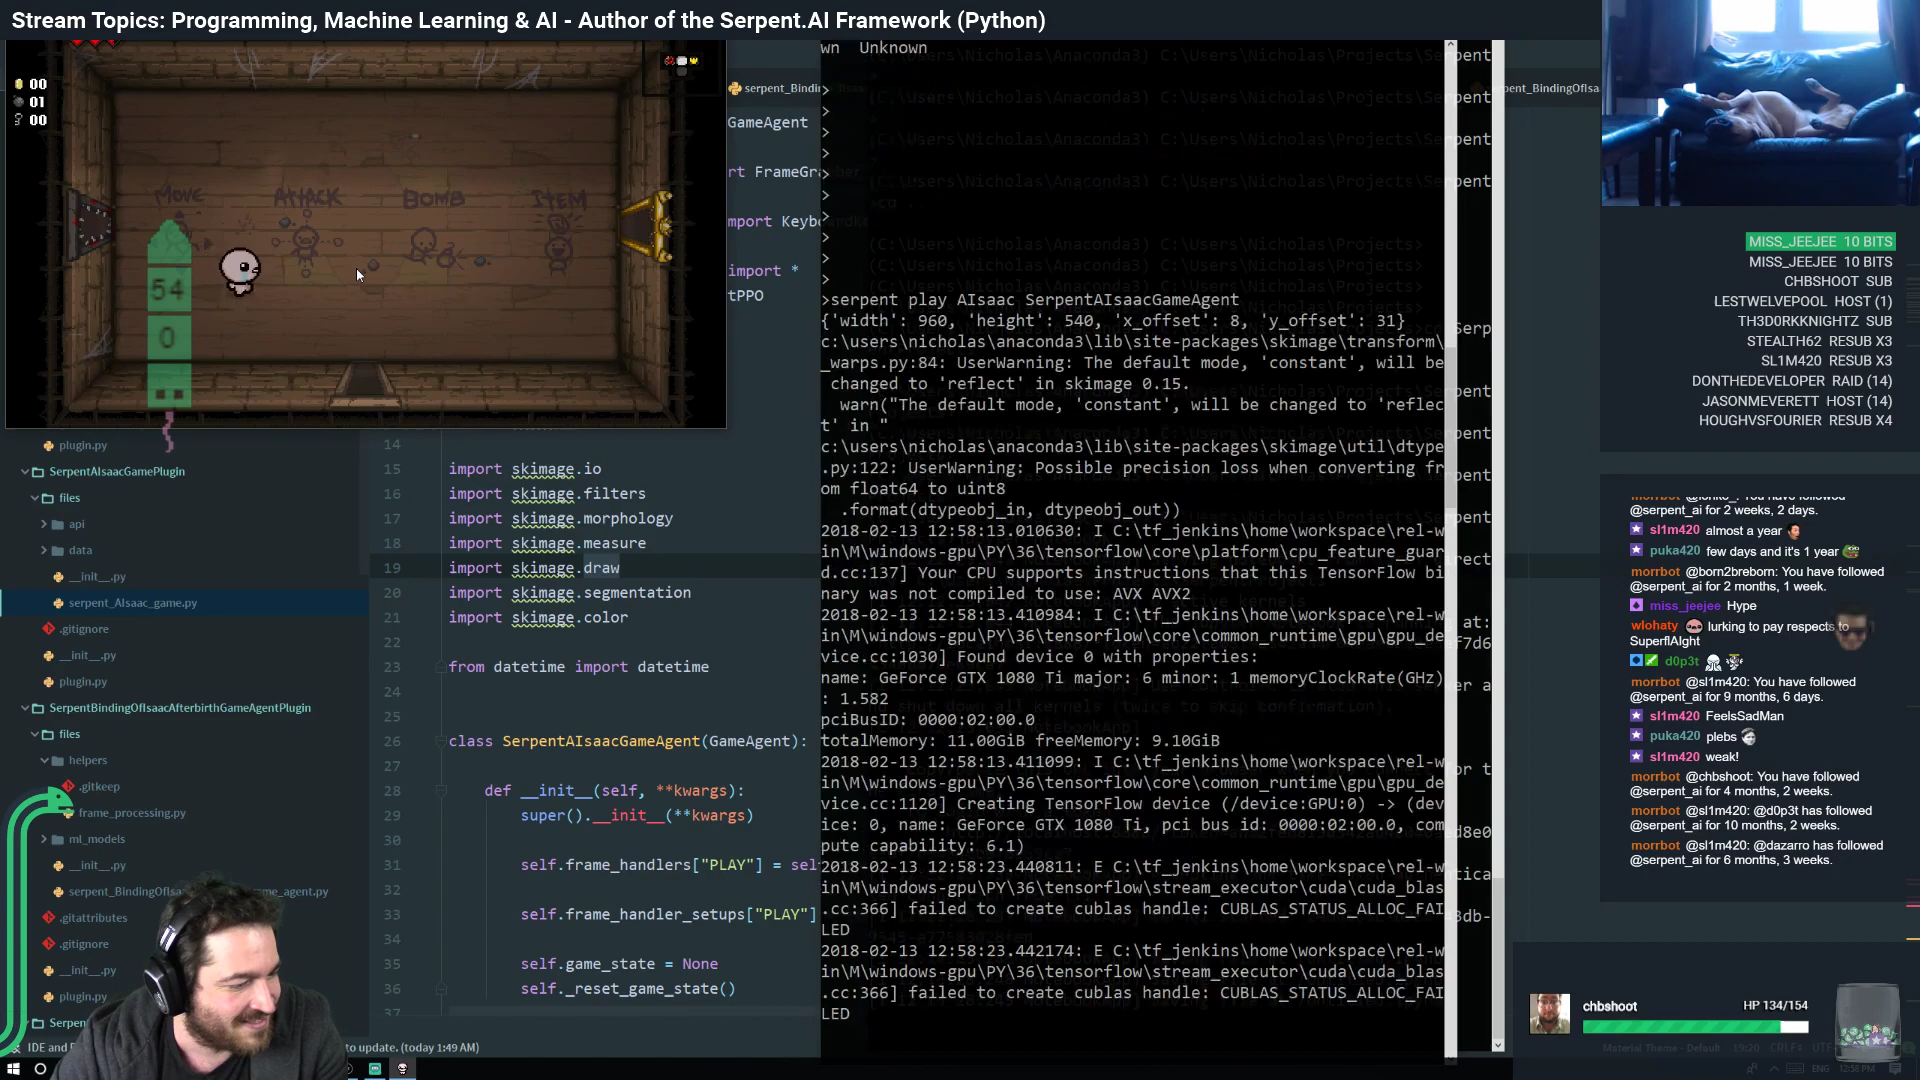 Stream Topics: Programming, Machine Learning & AI - Author of the Serpent.AI Framework (Python)
00
01
00
MOVE
ATTACK
BOMB
ITEM
54
0
serpent_Bindi
GameAgent
rt FrameGra
mport Keybo
import *
tPPO
plugin.py
SerpentAIsaacGamePlugin
files
api
data
__init__.py
serpent_AIsaac_game.py
.gitignore
__init__.py
plugin.py
SerpentBindingOfIsaacAfterbirthGameAgentPlugin
files
helpers
.gitkeep
frame_processing.py
ml_models
__init__.py
serpent_BindingOfIsaa
ame_agent.py
.gitattributes
.gitignore
__init__.py
plugin.py
Serpent
IDE and P
to update. (today 1:49 AM)
14
15 import skimage.io
16 import skimage.filters
17 import skimage.morphology
18 import skimage.measure
19 import skimage.draw
20 import skimage.segmentation
21 import skimage.color
22
23 from datetime import datetime
24
25
26 class SerpentAIsaacGameAgent(GameAgent):
27
28 def __init__(self, **kwargs):
29 super().__init__(**kwargs)
30
31 self.frame_handlers["PLAY"] = sel
32
33 self.frame_handler_setups["PLAY"]
34
35 self.game_state = None
36 self._reset_game_state()
37
wn  Unknown
>
>
>
>
>
>
>
>
>
>
>serpent play AIsaac SerpentAIsaacGameAgent
{'width': 960, 'height': 540, 'x_offset': 8, 'y_offset': 31}
c:\users\nicholas\anaconda3\lib\site-packages\skimage\transform\
_warps.py:84: UserWarning: The default mode, 'constant', will be
 changed to 'reflect' in skimage 0.15.
  warn("The default mode, 'constant', will be changed to 'reflec
t' in "
c:\users\nicholas\anaconda3\lib\site-packages\skimage\util\dtype
.py:122: UserWarning: Possible precision loss when converting fr
om float64 to uint8
  .format(dtypeobj_in, dtypeobj_out))
2018-02-13 12:58:13.010630: I C:\tf_jenkins\home\workspace\rel-w
in\M\windows-gpu\PY\36\tensorflow\core\platform\cpu_feature_guar
d.cc:137] Your CPU supports instructions that this TensorFlow bi
nary was not compiled to use: AVX AVX2
2018-02-13 12:58:13.410984: I C:\tf_jenkins\home\workspace\rel-w
in\M\windows-gpu\PY\36\tensorflow\core\common_runtime\gpu\gpu_de
vice.cc:1030] Found device 0 with properties:
name: GeForce GTX 1080 Ti major: 6 minor: 1 memoryClockRate(GHz)
: 1.582
pciBusID: 0000:02:00.0
totalMemory: 11.00GiB freeMemory: 9.10GiB
2018-02-13 12:58:13.411099: I C:\tf_jenkins\home\workspace\rel-w
in\M\windows-gpu\PY\36\tensorflow\core\common_runtime\gpu\gpu_de
vice.cc:1120] Creating TensorFlow device (/device:GPU:0) -> (dev
ice: 0, name: GeForce GTX 1080 Ti, pci bus id: 0000:02:00.0, com
pute capability: 6.1)
2018-02-13 12:58:23.440811: E C:\tf_jenkins\home\workspace\rel-w
in\M\windows-gpu\PY\36\tensorflow\stream_executor\cuda\cuda_blas
.cc:366] failed to create cublas handle: CUBLAS_STATUS_ALLOC_FAI
LED
2018-02-13 12:58:23.442174: E C:\tf_jenkins\home\workspace\rel-w
in\M\windows-gpu\PY\36\tensorflow\stream_executor\cuda\cuda_blas
.cc:366] failed to create cublas handle: CUBLAS_STATUS_ALLOC_FAI
LED
MISS_JEEJEE 10 BITS
MISS_JEEJEE 10 BITS
CHBSHOOT SUB
LESTWELVEPOOL HOST (1)
TH3D0RKKNIGHTZ SUB
STEALTH62 RESUB X3
SL1M420 RESUB X3
DONTHEDEVELOPER RAID (14)
JASONMEVERETT HOST (14)
HOUGHVSFOURIER RESUB X4
@serpent_ai for 2 weeks, 2 days.
sl1m420 almost a year
puka420 few days and it's 1 year
morrbot @born2breborn: You have followed
@serpent_ai for 2 months, 1 week.
miss_jeejee Hype
wlohaty lurking to pay respects to
SuperflAIght
d0p3t
morrbot @sl1m420: You have followed
@serpent_ai for 9 months, 6 days.
sl1m420 FeelsSadMan
puka420 plebs
sl1m420 weak!
morrbot @chbshoot: You have followed
@serpent_ai for 4 months, 2 weeks.
morrbot @sl1m420: @d0p3t has followed
@serpent_ai for 10 months, 2 weeks.
morrbot @sl1m420: @dazarro has followed
@serpent_ai for 6 months, 3 weeks.
chbshoot
HP 134/154
Material Theme - Default
19:20
CRLF
ENG
12:58 PM